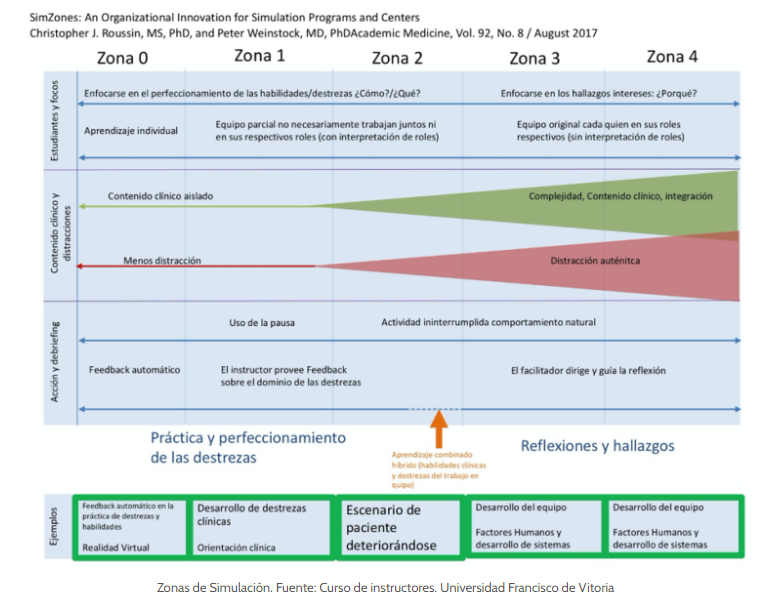 SimZones: An Organizational Innovation for Simulation Programs and Centers
Christopher J. Roussin, MS, PhD, and Peter Weinstock, MD, PhDAcademic Medicine, Vol. 92, No. 8 / August 2017
Zona 0
Zona 1
Zona 2
Zona 3
Zona 4
Estudiantes y focos
Enfocarse en el perfeccionamiento de las habilidades/destrezas ¿Cómo?/¿Qué?
Enfocarse en los hallazgos intereses: ¿Porqué?
Aprendizaje individual
Equipo parcial no necesariamente trabajan juntos ni
en sus respectivos roles (con interpretación de roles)
Equipo original cada quien en sus roles
respectivos (sin interpretación de roles)
Contenido clínico y
distracciones
Contenido clínico aislado
Complejidad, Contenido clínico, integración
Menos distracción
Distracción auténitca
Acción y debriefing
Uso de la pausa
Actividad ininterrumpida comportamiento natural
Feedback automático
El instructor provee Feedback
sobre el dominio de las destrezas
El facilitador dirige y guía la reflexión
Práctica y perfeccionamiento
de las destrezas
Aprendizaje combinado
híbrido (habilidades clínicas
y destrezas del trabajo en
quipo)
Reflexiones y hallazgos
Ejemplos
Feedback automático en la
práctica de destrezas y
habilidades
Realidad Virtual
Desarrollo de destrezas
clínicas
Orientación clínica
Escenario de
paciente
deteriorándose
Desarrollo del equipo
Factores Humanos y
desarrollo de sistemas
Desarrollo del equipo
Factores Humanos y
desarrollo de sistemas
Zonas de Simulación. Fuente: Curso de instructores. Universidad Francisco de Vitoria